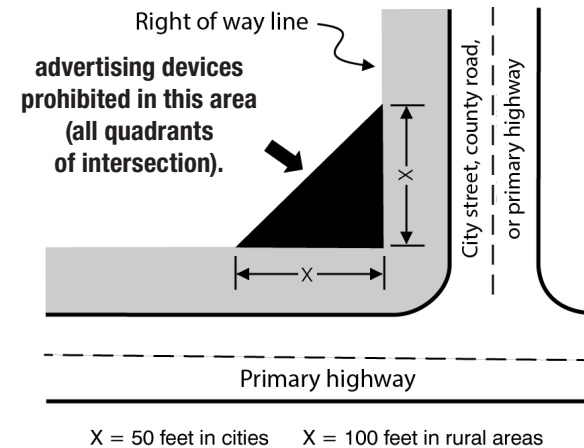 Right of way line
advertising devices
prohibited in this area
(all quadrants
of intersection).
X
X
City street, county road,
or primary highway
Primary highway
X = 50 feet in cities X = 100 feet in rural areas